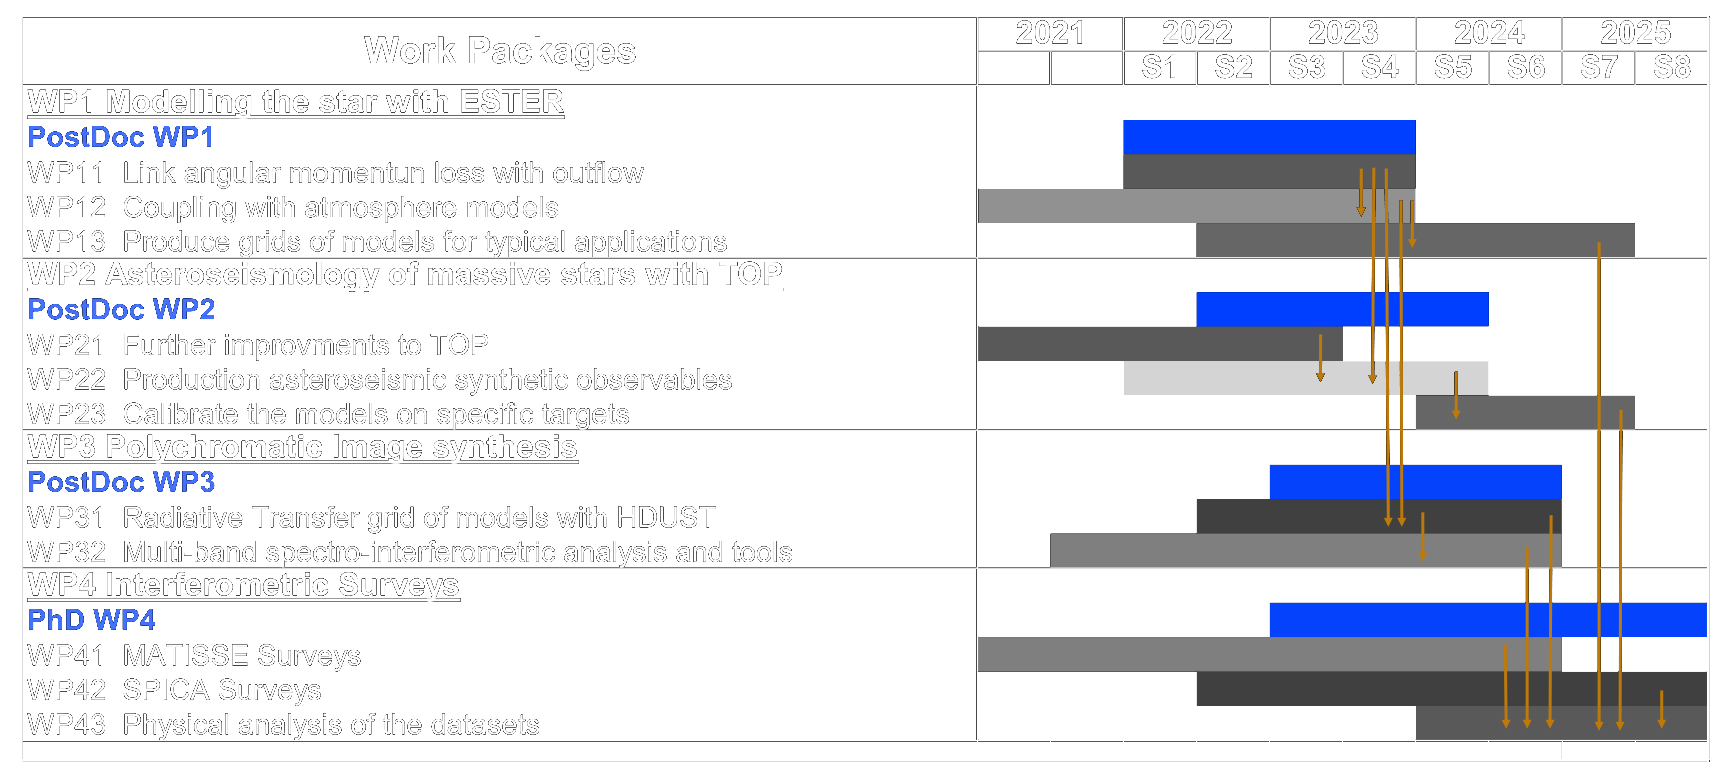 Work Packages 2021 2022 2023 2024 2025
S1 S2 S3 S4 S5 S6 S7 S8
WP1 Modelling the star with ESTER
PostDoc WP1
WP11 Link angular momentun loss with outflow
WP12 Coupling with atmosphere models
WP13 Produce grids of models for typical applications
WP2 Asteroseismology of massive stars with TOP
PostDoc WP2
WP21 Further improvments to TOP
WP22 Production asteroseismic synthetic observables
WP23 Calibrate the models on specific targets
WP3 Polychromatic Image synthesis
PostDoc WP3
WP31 Radiative Transfer grid of models with HDUST
WP32 Multi-band spectro-interferometric analysis and tools
WP4 Interferometric Surveys
PhD WP4
WP41 MATISSE Surveys
WP42 SPICA Surveys
WP43 Physical analysis of the datasets